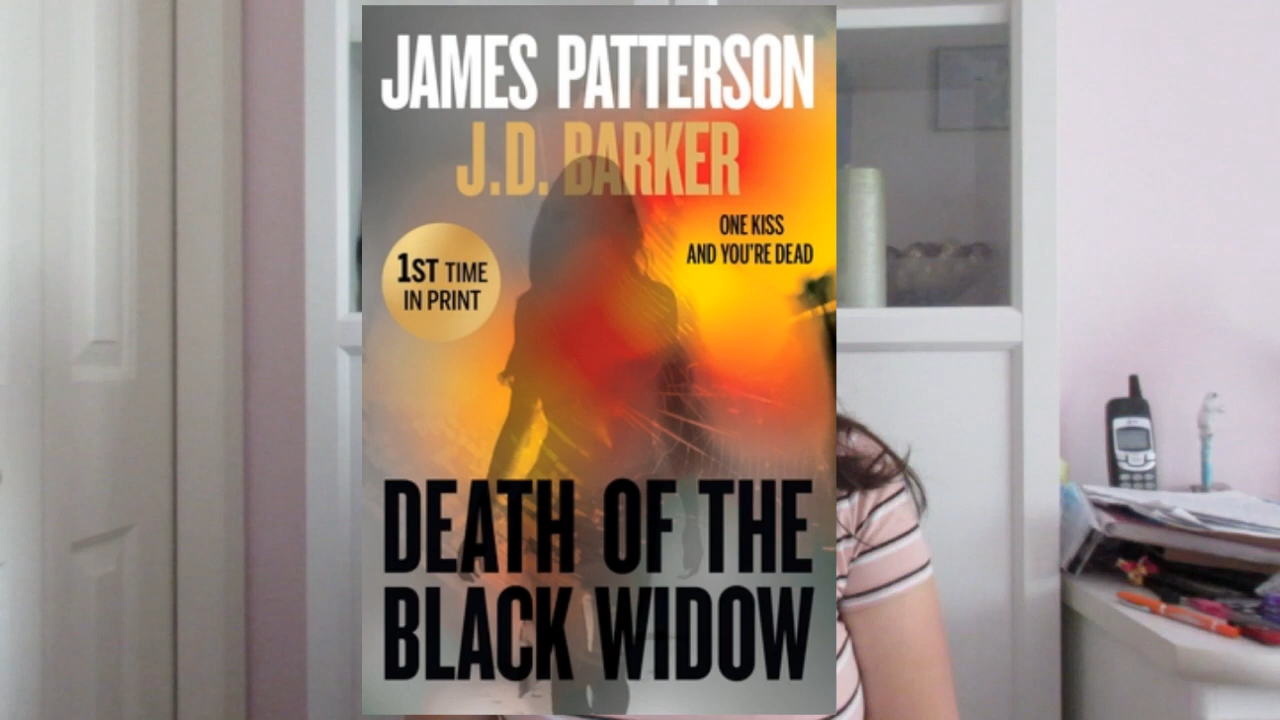 JAMES PATTERSON
J.D. BARKER
ONE KISS
AND YOU'RE DEAD
1ST TIME
IN PRINT
DEATH OF THE
BLACK WIDOW